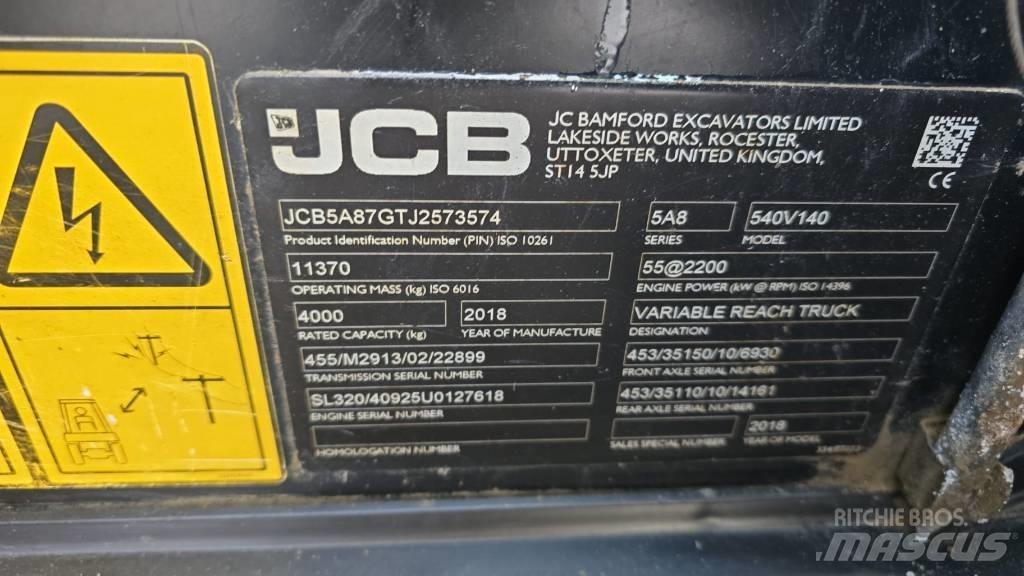 JCB
JC BAMFORD EXCAVATORS LIMITED
LAKESIDE WORKS, ROCESTER,
UTTOXETER, UNITED KINGDOM,
ST14 5JP
CE
JCB5A87GTJ2573574
Product Identification Number (PIN) ISO 10261
5A8
SERIES
540V140
MODEL
11370
OPERATING MASS (kg) ISO 6016
55@2200
ENGINE POWER (kW @ RPM) ISO 14396
4000
RATED CAPACITY (kg)
2018
YEAR OF MANUFACTURE
VARIABLE REACH TRUCK
DESIGNATION
455/M2913/02/22899
TRANSMISSION SERIAL NUMBER
453/35150/10/6930
FRONT AXLE SERIAL NUMBER
SL320/40925U0127618
ENGINE SERIAL NUMBER
453/35110/10/14161
REAR AXLE SERIAL NUMBER
HOMOLOGATION NUMBER
SALES SPECIAL NUMBER
2018
YEAR OF MODEL
RITCHIE BROS.
MASCUS